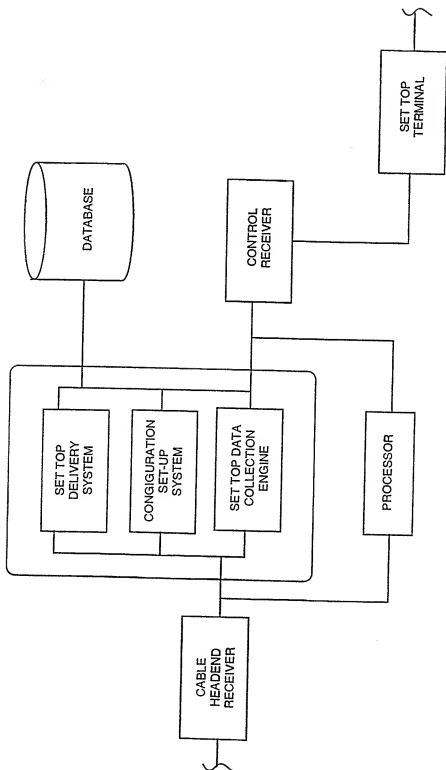 CABLE
HEADEND
RECEIVER
SET TOP
DELIVERY
SYSTEM
CONGIGURATION
SET-UP
SYSTEM
SET TOP DATA
COLLECTION
ENGINE
PROCESSOR
DATABASE
CONTROL
RECEIVER
SET TOP
TERMINAL